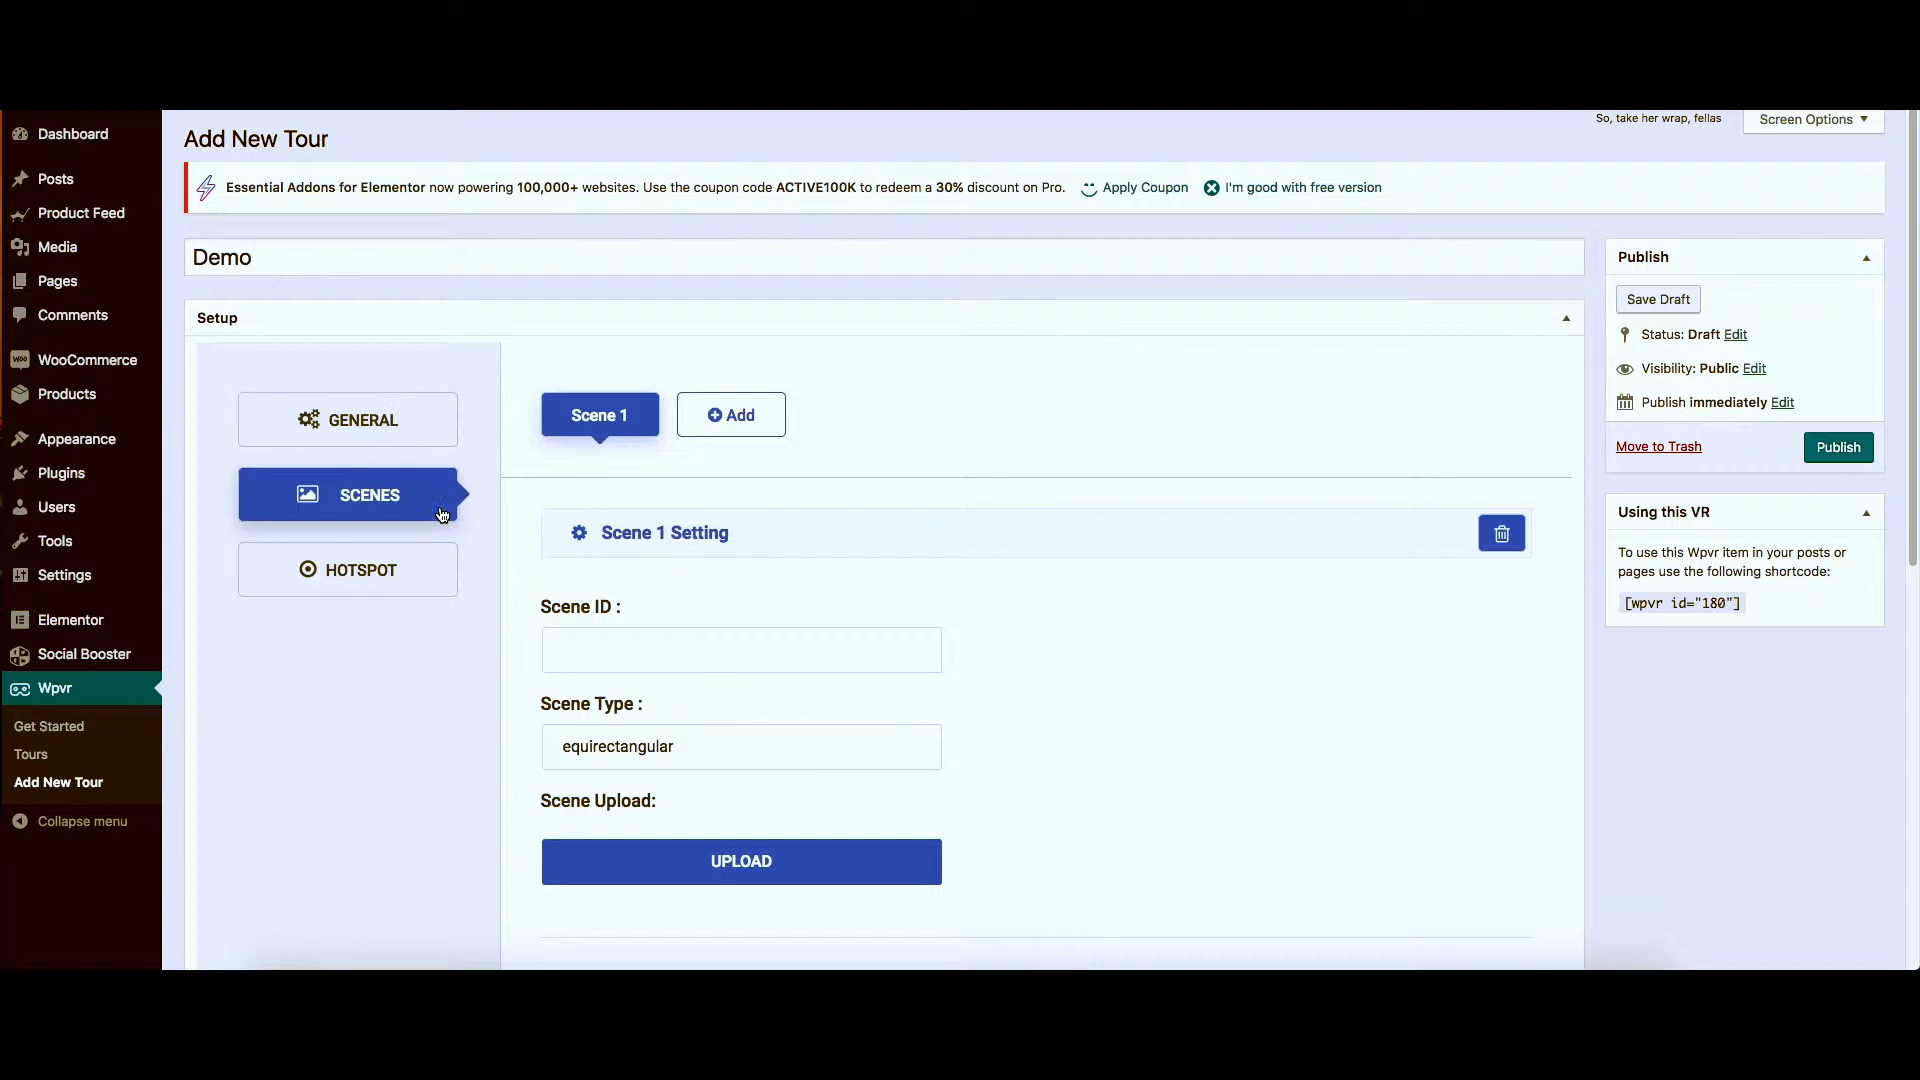 So, take her wrap, fellas
Screen Options
Add New Tour
Essential Addons for Elementor now powering 100,000+ websites. Use the coupon code ACTIVE100K to redeem a 30% discount on Pro. Apply Coupon I'm good with free version
Dashboard
Posts
Product Feed
Media
Pages
Comments
WooCommerce
Products
Appearance
Plugins
Users
Tools
Settings
Elementor
Social Booster
Wpvr
Get Started
Tours
Add New Tour
Collapse menu
Demo
Setup
GENERAL
SCENES
HOTSPOT
Scene 1
Add
Scene 1 Setting
Scene ID :
Scene Type :
equirectangular
Scene Upload:
UPLOAD
Publish
Save Draft
Status: Draft Edit
Visibility: Public Edit
Publish immediately Edit
Move to Trash
Publish
Using this VR
To use this Wpvr item in your posts or
pages use the following shortcode:
[wpvr id="180"]